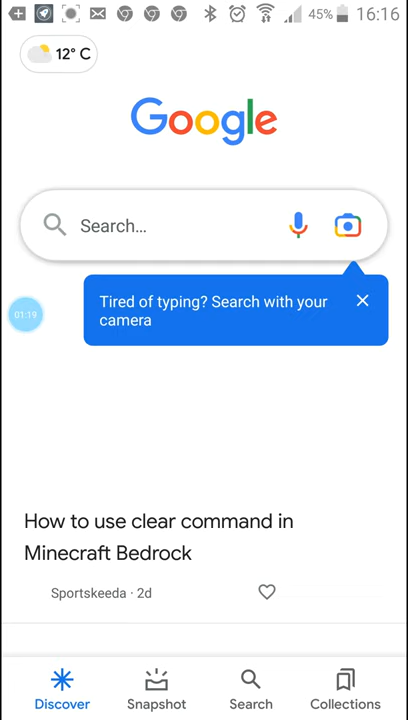 45% 16:16
12° C
Google
Search...
Tired of typing? Search with your
camera
01:19
How to use clear command in
Minecraft Bedrock
Sportskeeda · 2d
Discover Snapshot Search Collections